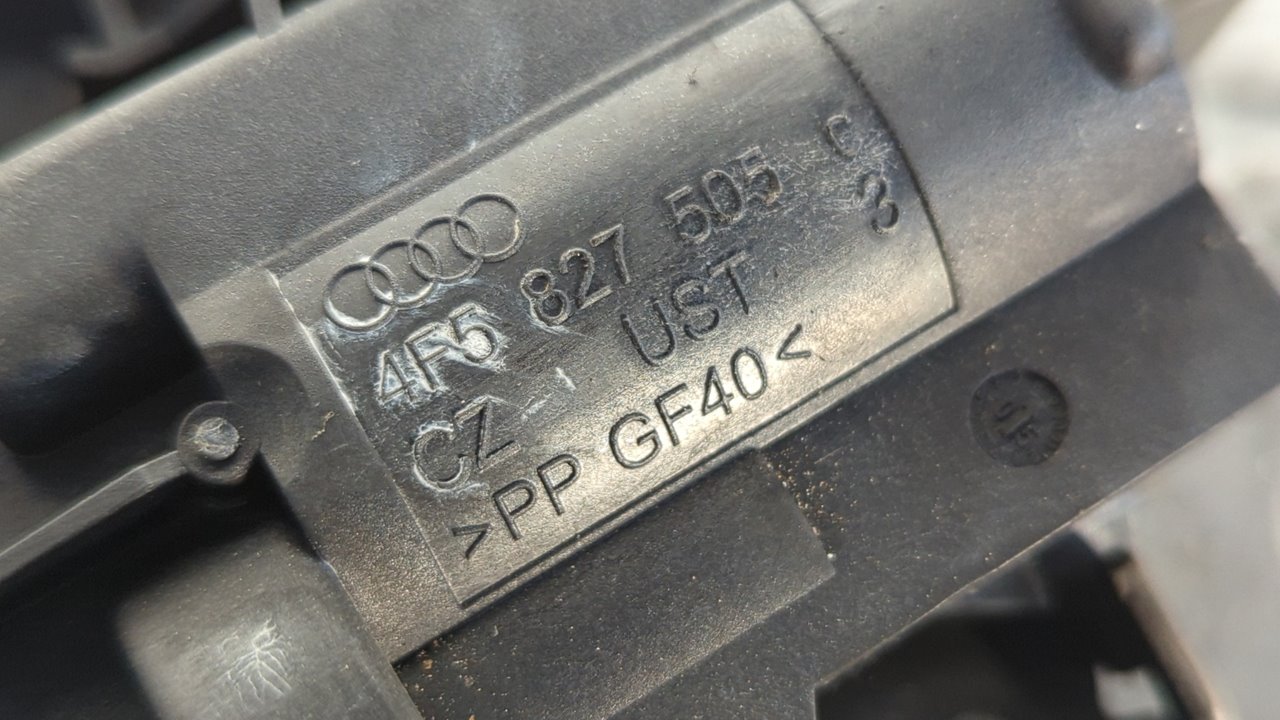 4F5 827 505 C
CZ - UST 3
>PP GF40<